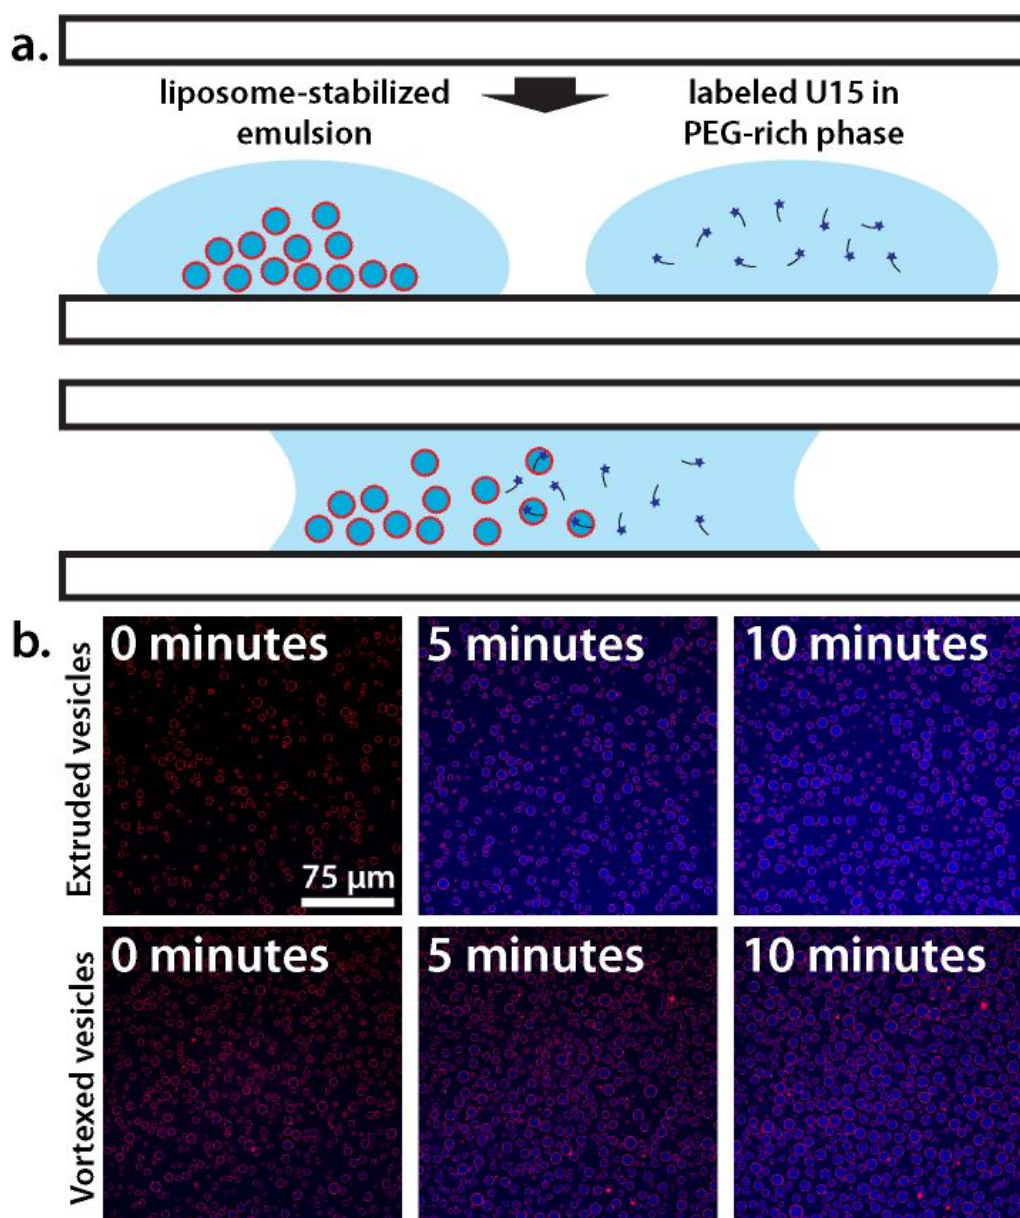 a.
liposome-stabilized
emulsion
labeled U15 in
PEG-rich phase
b.
Extruded vesicles
0 minutes
5 minutes
10 minutes
75 μm
Vortexed vesicles
0 minutes
5 minutes
10 minutes